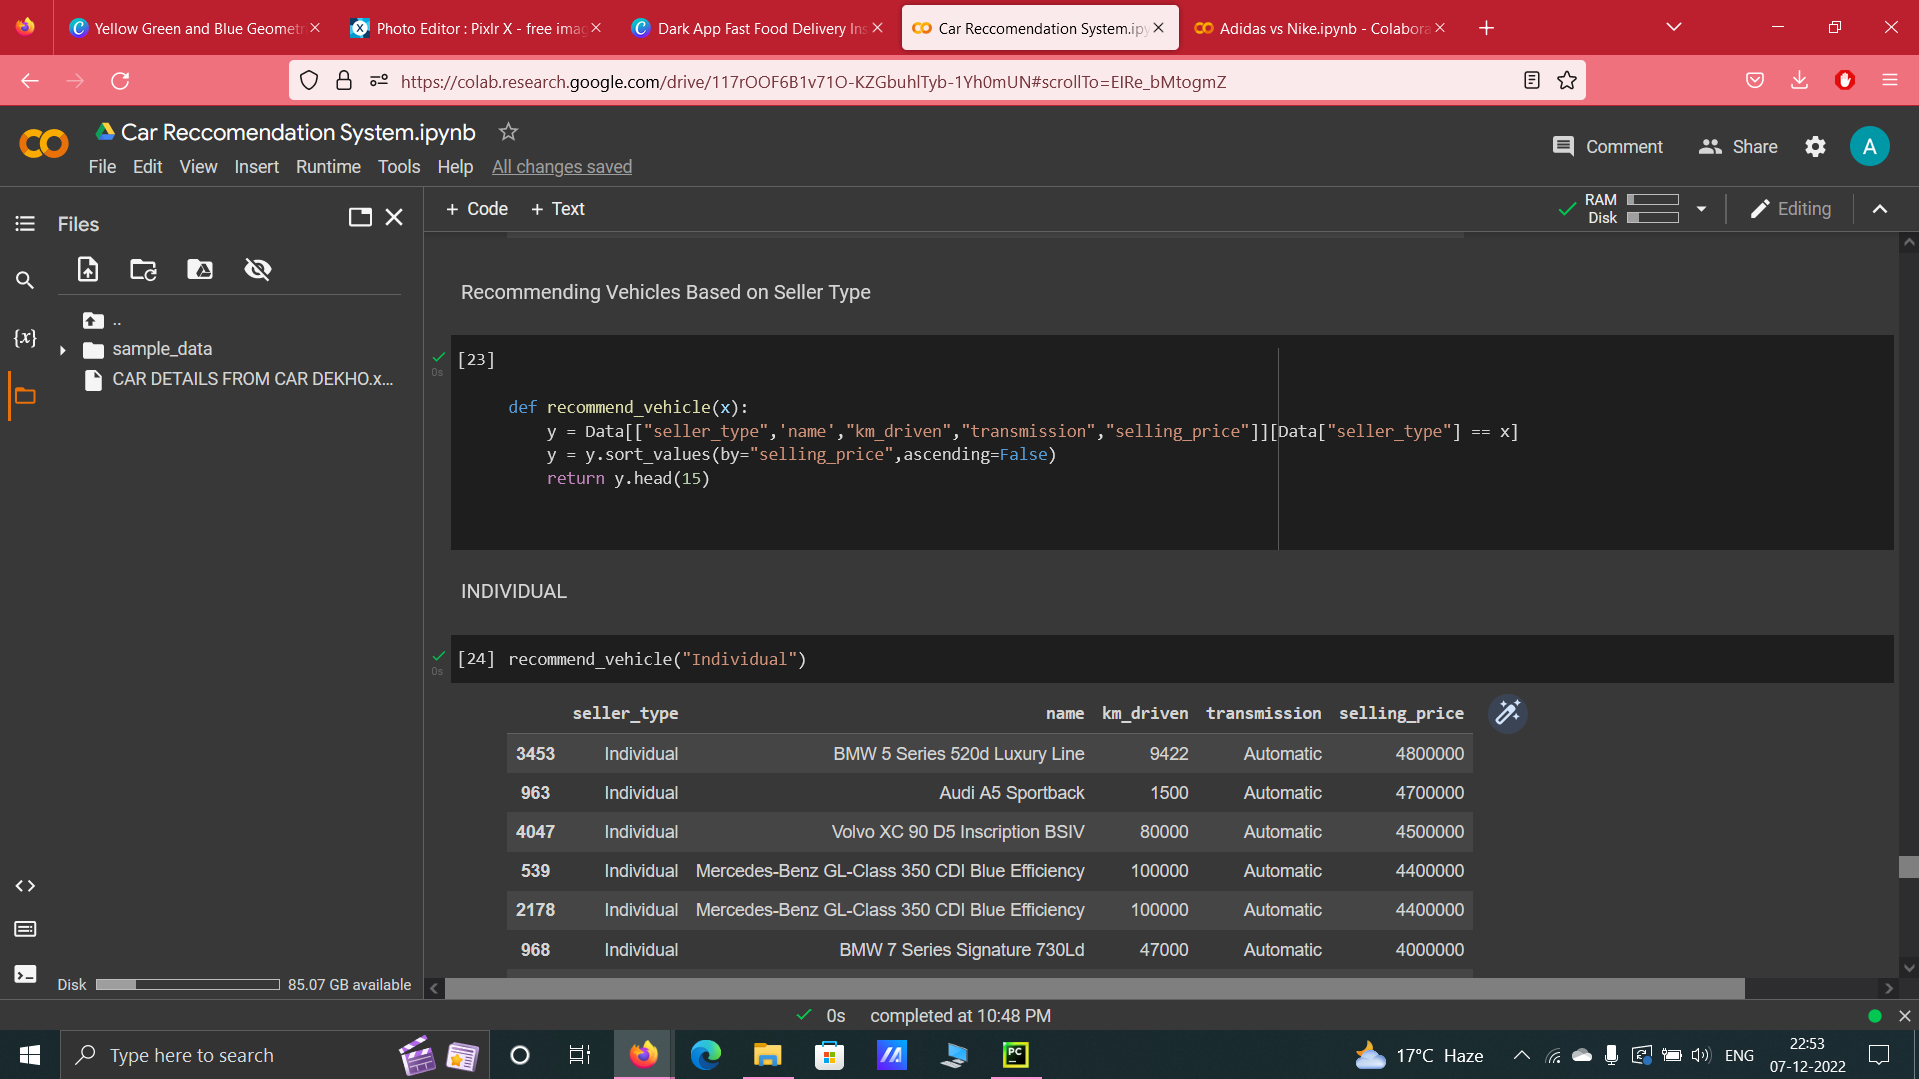 Yellow Green and Blue Geometr
Photo Editor : Pixlr X - free imag
Dark App Fast Food Delivery Ins
Car Reccomendation System.ipy
Adidas vs Nike.ipynb - Colabora
https://colab.research.google.com/drive/117rOOF6B1v71O-KZGbuhlTyb-1Yh0mUN#scrollTo=EIRe_bMtogmZ
Car Reccomendation System.ipynb
Comment
Share
A
File Edit View Insert Runtime Tools Help All changes saved
Files
+ Code + Text
RAM
Disk
Editing
..
sample_data
CAR DETAILS FROM CAR DEKHO.x...
{x}
Recommending Vehicles Based on Seller Type
[23]
0s
def recommend_vehicle(x):
y = Data[["seller_type",'name',"km_driven","transmission","selling_price"]][Data["seller_type"] == x]
y = y.sort_values(by="selling_price",ascending=False)
return y.head(15)
INDIVIDUAL
[24] recommend_vehicle("Individual")
0s
seller_type name km_driven transmission selling_price
3453 Individual BMW 5 Series 520d Luxury Line 9422 Automatic 4800000
963 Individual Audi A5 Sportback 1500 Automatic 4700000
4047 Individual Volvo XC 90 D5 Inscription BSIV 80000 Automatic 4500000
539 Individual Mercedes-Benz GL-Class 350 CDI Blue Efficiency 100000 Automatic 4400000
2178 Individual Mercedes-Benz GL-Class 350 CDI Blue Efficiency 100000 Automatic 4400000
968 Individual BMW 7 Series Signature 730Ld 47000 Automatic 4000000
Disk 85.07 GB available
0s completed at 10:48 PM
Type here to search
PC
17°C Haze
ENG
22:53
07-12-2022